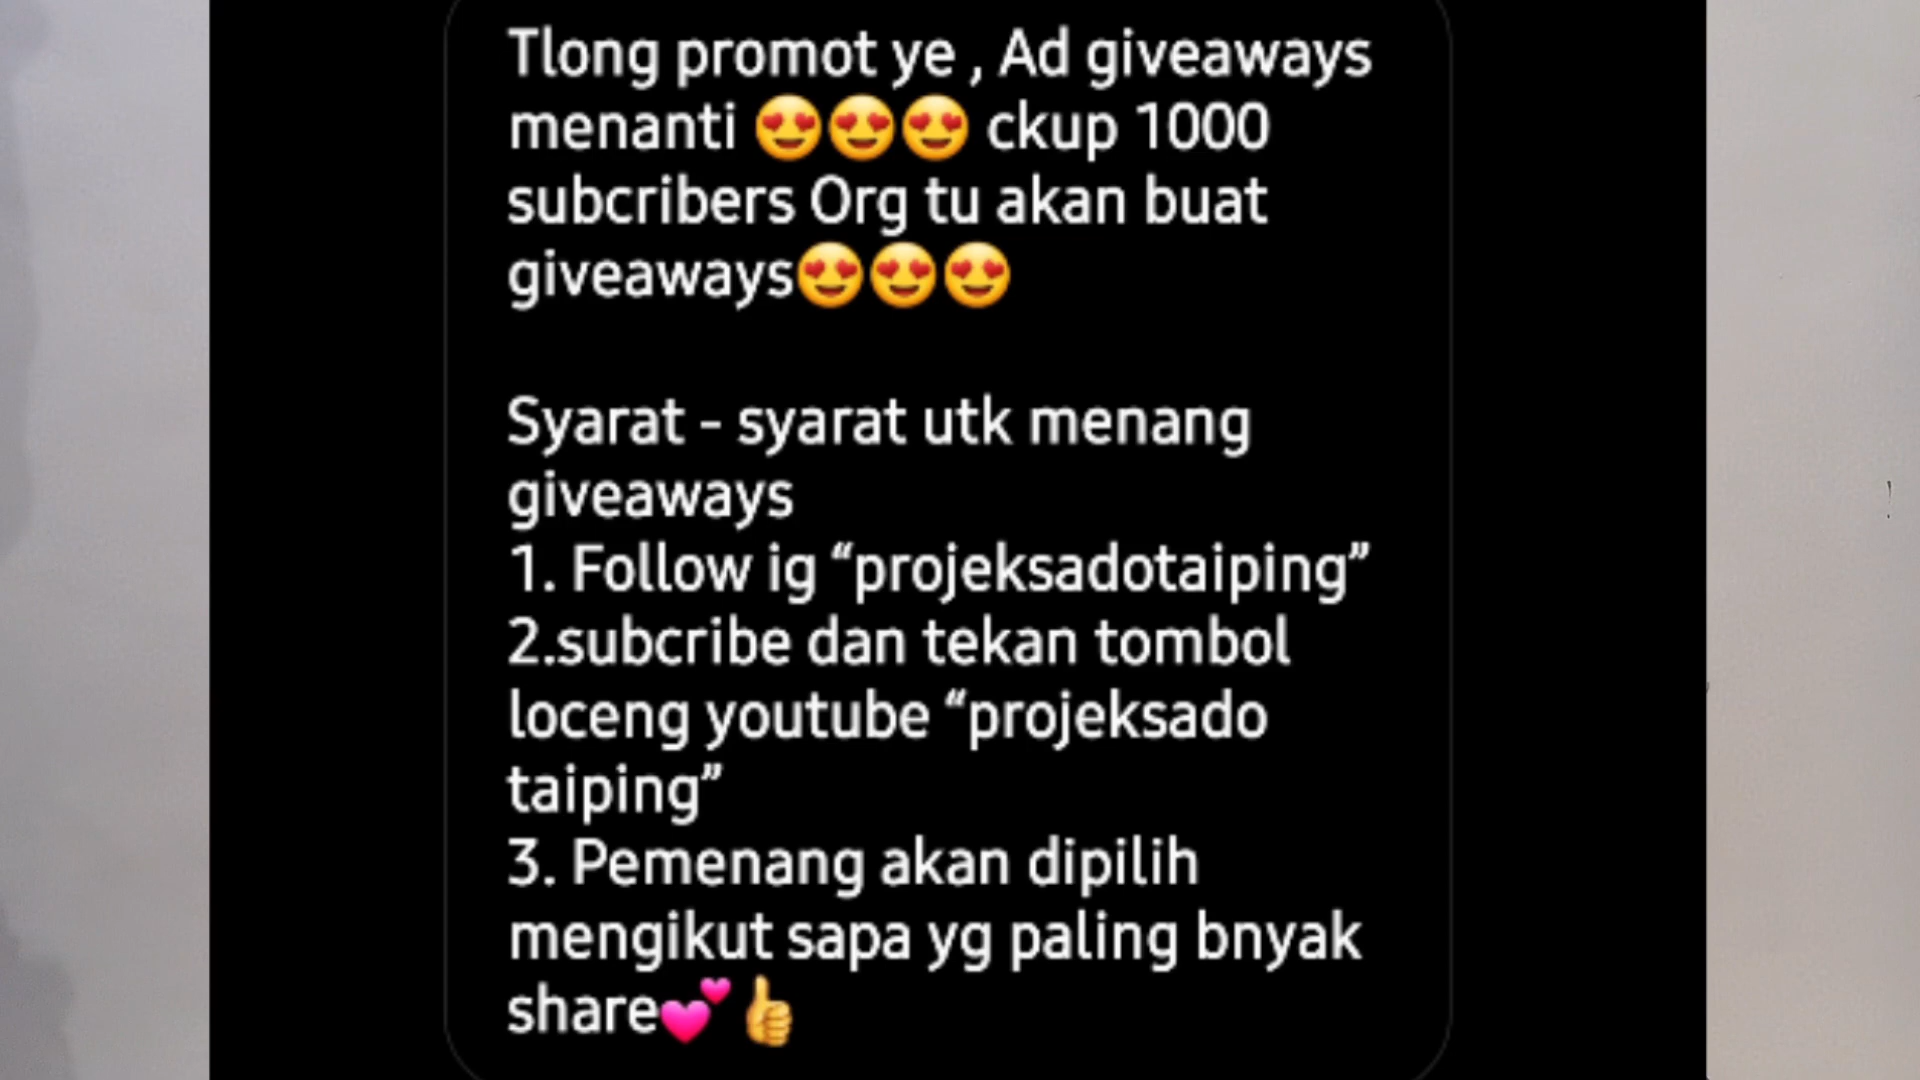 Tlong promot ye , Ad giveaways
menanti 😍😍😍 ckup 1000
subcribers Org tu akan buat
giveaways😍😍😍
Syarat - syarat utk menang
giveaways
1. Follow ig “projeksadotaiping”
2.subcribe dan tekan tombol
loceng youtube “projeksado
taiping”
3. Pemenang akan dipilih
mengikut sapa yg paling bnyak
share💕👍